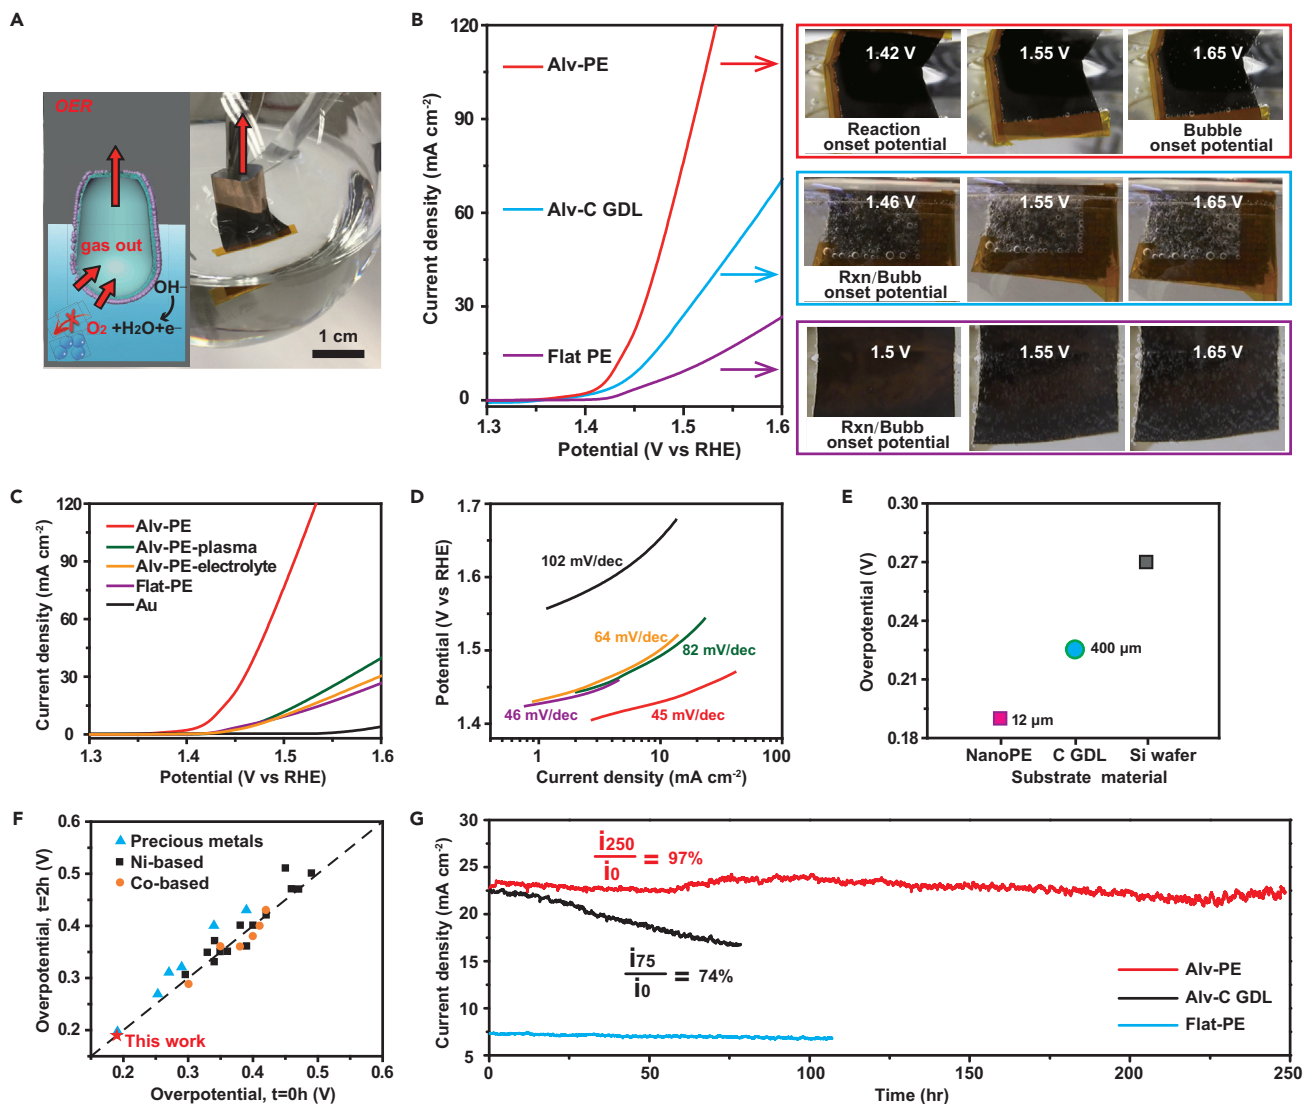 A
OER
gas out
OH⁻
O₂ +H₂O+e⁻
1 cm
B
Current density (mA cm⁻²)
120
90
60
30
0
Alv-PE
Alv-C GDL
Flat PE
1.3
1.4
1.5
1.6
Potential (V vs RHE)
1.42 V
1.55 V
1.65 V
Reaction
onset potential
Bubble
onset potential
1.46 V
1.55 V
1.65 V
Rxn/Bubb
onset potential
1.5 V
1.55 V
1.65 V
Rxn/Bubb
onset potential
C
Current density (mA cm⁻²)
120
90
60
30
0
Alv-PE
Alv-PE-plasma
Alv-PE-electrolyte
Flat-PE
Au
1.3
1.4
1.5
1.6
Potential (V vs RHE)
D
Potential (V vs RHE)
1.7
1.6
1.5
1.4
102 mV/dec
64 mV/dec
82 mV/dec
46 mV/dec
45 mV/dec
1
10
100
Current density (mA cm⁻²)
E
Overpotential (V)
0.30
0.27
0.24
0.21
0.18
400 µm
12 µm
NanoPE
C GDL
Si wafer
Substrate material
F
Overpotential, t=2h (V)
0.6
0.5
0.4
0.3
0.2
Precious metals
Ni-based
Co-based
This work
0.2
0.3
0.4
0.5
0.6
Overpotential, t=0h (V)
G
Current density (mA cm⁻²)
30
25
20
15
10
5
i250
i0
= 97%
i75
i0
= 74%
Alv-PE
Alv-C GDL
Flat-PE
0
50
100
150
200
250
Time (hr)